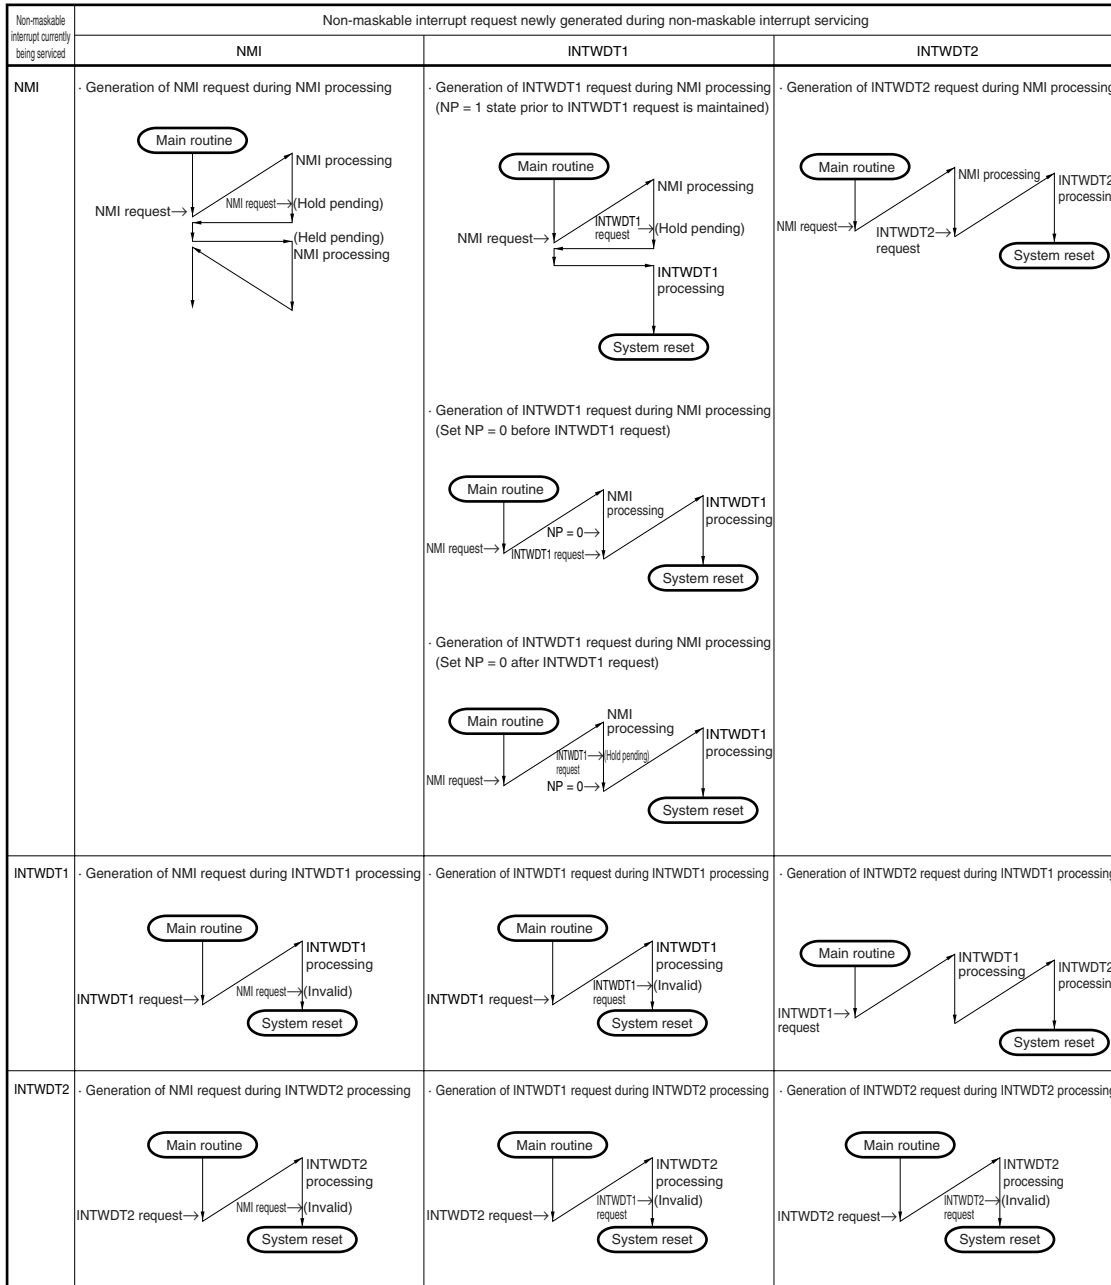 Non-maskable
interrupt currently
being serviced
Non-maskable interrupt request newly generated during non-maskable interrupt servicing
NMI
INTWDT1
INTWDT2
NMI
· Generation of NMI request during NMI processing
Main routine
NMI processing
NMI request→
NMI request→(Hold pending)
(Held pending)
NMI processing
· Generation of INTWDT1 request during NMI processing
(NP = 1 state prior to INTWDT1 request is maintained)
Main routine
NMI processing
NMI request→
INTWDT1
request
→(Hold pending)
INTWDT1
processing
System reset
· Generation of INTWDT1 request during NMI processing
(Set NP = 0 before INTWDT1 request)
Main routine
NMI
processing
INTWDT1
processing
NP = 0→
NMI request→
INTWDT1 request→
System reset
· Generation of INTWDT1 request during NMI processing
(Set NP = 0 after INTWDT1 request)
Main routine
NMI
processing
INTWDT1
processing
INTWDT1
request
→(Hold pending)
NMI request→
NP = 0→
System reset
· Generation of INTWDT2 request during NMI processing
Main routine
NMI processing
INTWDT2
processin
NMI request→
INTWDT2→
request
System reset
INTWDT1
· Generation of NMI request during INTWDT1 processing
Main routine
INTWDT1
processing
INTWDT1 request→
NMI request→(Invalid)
System reset
· Generation of INTWDT1 request during INTWDT1 processing
Main routine
INTWDT1
processing
INTWDT1 request→
INTWDT1→(Invalid)
request
System reset
· Generation of INTWDT2 request during INTWDT1 processing
Main routine
INTWDT1
processing
INTWDT2
processin
INTWDT1→
request
System reset
INTWDT2
· Generation of NMI request during INTWDT2 processing
Main routine
INTWDT2
processing
INTWDT2 request→
NMI request→(Invalid)
System reset
· Generation of INTWDT1 request during INTWDT2 processing
Main routine
INTWDT2
processing
INTWDT2 request→
INTWDT1→(Invalid)
request
System reset
· Generation of INTWDT2 request during INTWDT2 processing
Main routine
INTWDT2
processing
INTWDT2 request→
INTWDT2→(Invalid)
request
System reset